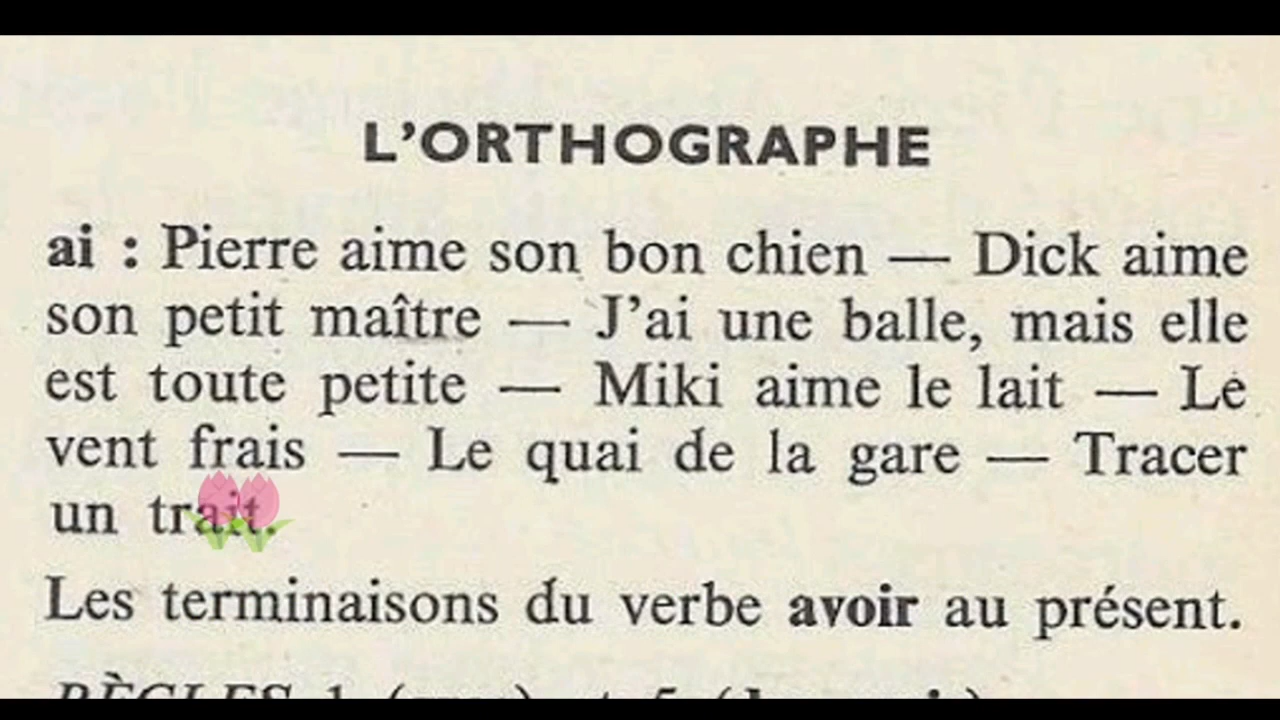 L'ORTHOGRAPHE
ai : Pierre aime son bon chien — Dick aime
son petit maître — J'ai une balle, mais elle
est toute petite — Miki aime le lait — Le
vent frais — Le quai de la gare — Tracer
un trait.
Les terminaisons du verbe avoir au présent.
RÈGLES 1